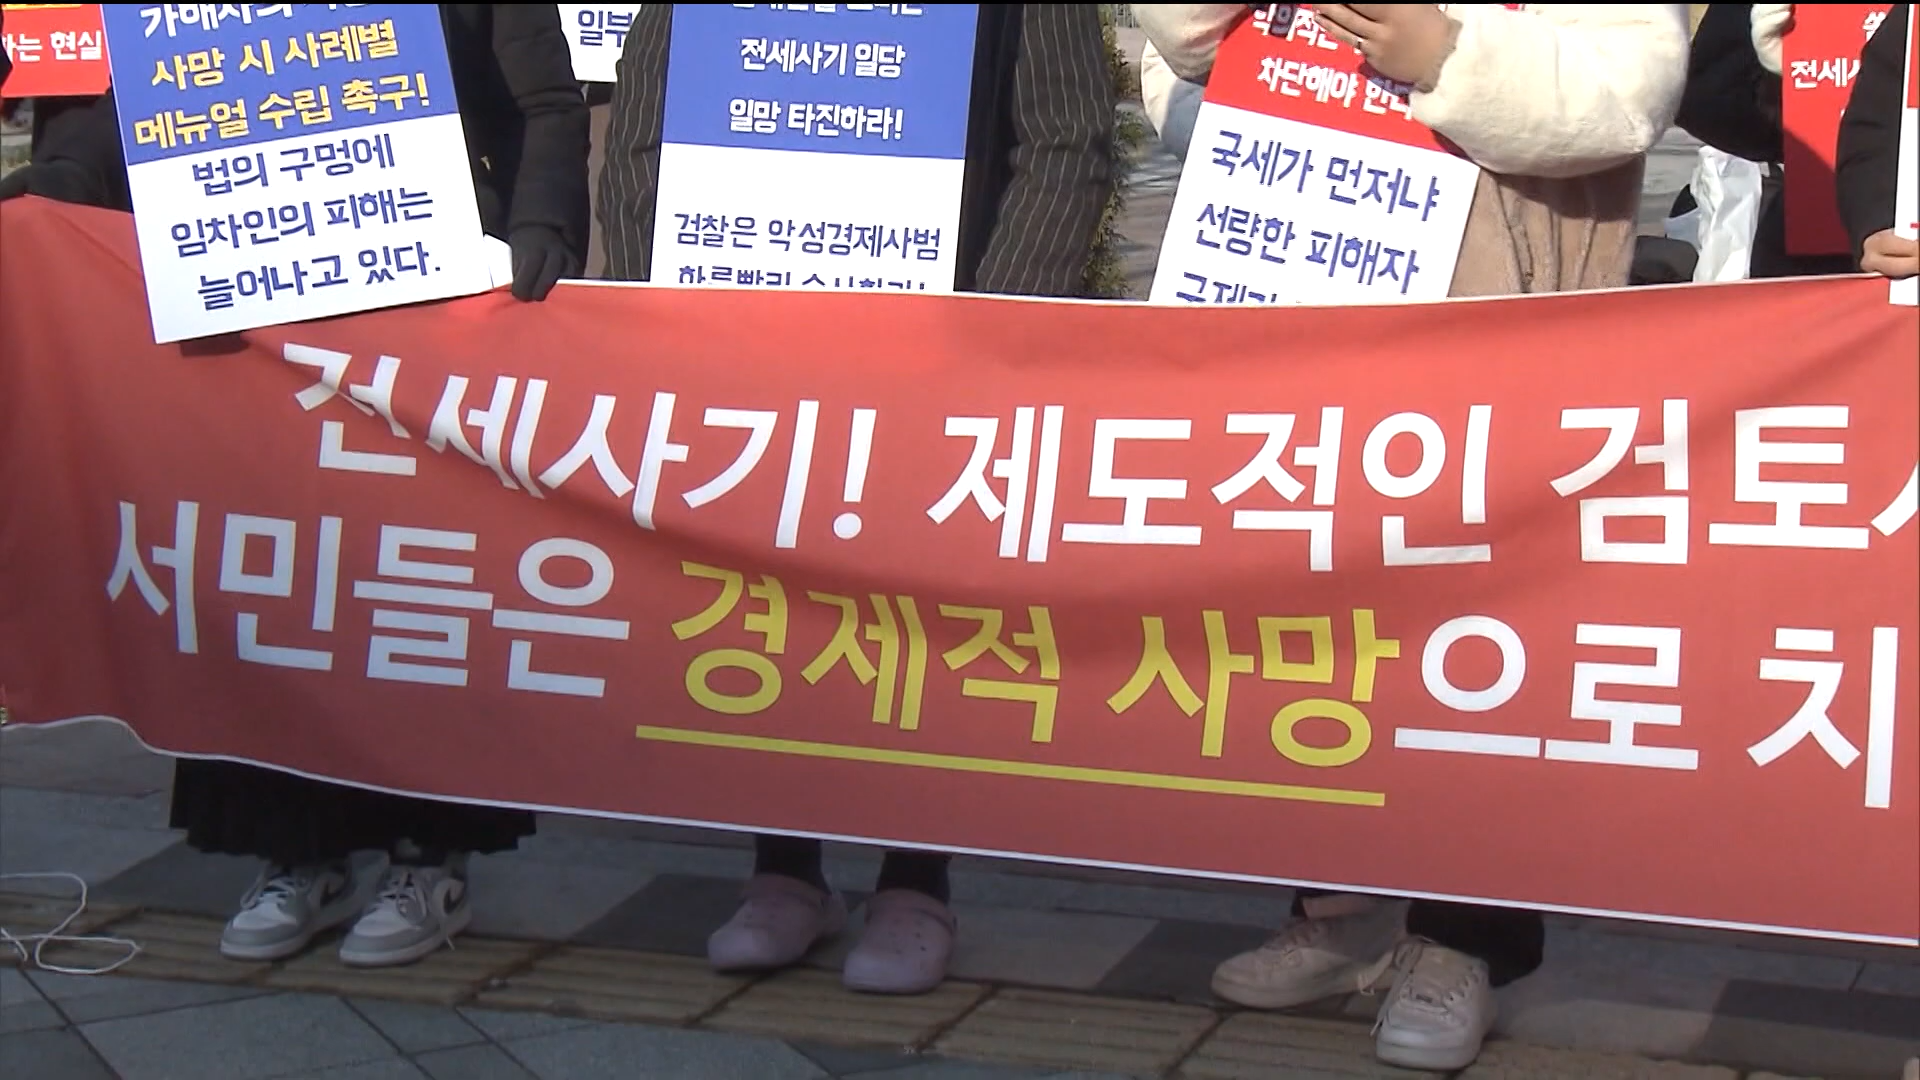 하는 현실
가해자의
사망 시 사례별
메뉴얼 수립 촉구!
법의 구멍에
임차인의 피해는
늘어나고 있다.
일부
전세사기 일당
일망 타진하라!
검찰은 악성경제사범
차단해야 한다
국세가 먼저냐
선량한 피해자
전세사기! 제도적인 검토
서민들은 경제적 사망으로 치